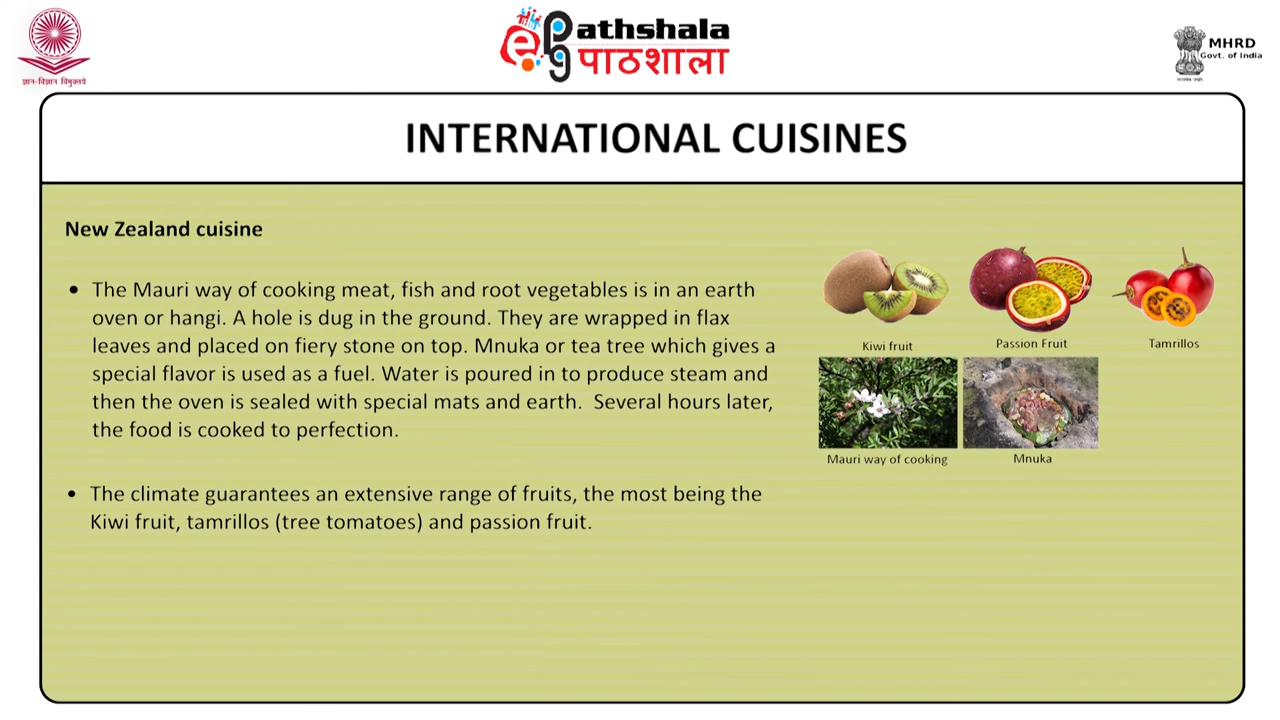 ज्ञान-विज्ञान विमुक्तये
ePG Pathshala
पाठशाला
MHRD
Govt. of India
सत्यमेव जयते
INTERNATIONAL CUISINES
New Zealand cuisine
• The Mauri way of cooking meat, fish and root vegetables is in an earth
oven or hangi. A hole is dug in the ground. They are wrapped in flax
leaves and placed on fiery stone on top. Mnuka or tea tree which gives a
special flavor is used as a fuel. Water is poured in to produce steam and
then the oven is sealed with special mats and earth.  Several hours later,
the food is cooked to perfection.
• The climate guarantees an extensive range of fruits, the most being the
Kiwi fruit, tamrillos (tree tomatoes) and passion fruit.
Kiwi fruit
Passion Fruit
Tamrillos
Mauri way of cooking
Mnuka